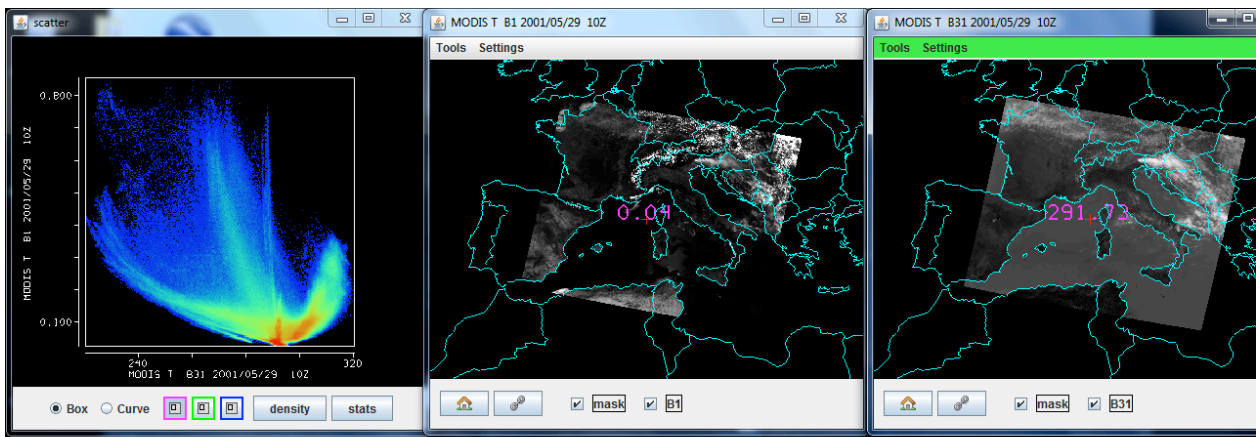 scatter
0.800
MODIS T B1 2001/05/29 10Z
0.100
240
320
MODIS T B31 2001/05/29 10Z
Box
Curve
density
stats
MODIS T B1 2001/05/29 10Z
Tools Settings
0.04
mask
B1
MODIS T B31 2001/05/29 10Z
Tools Settings
291.73
mask
B31